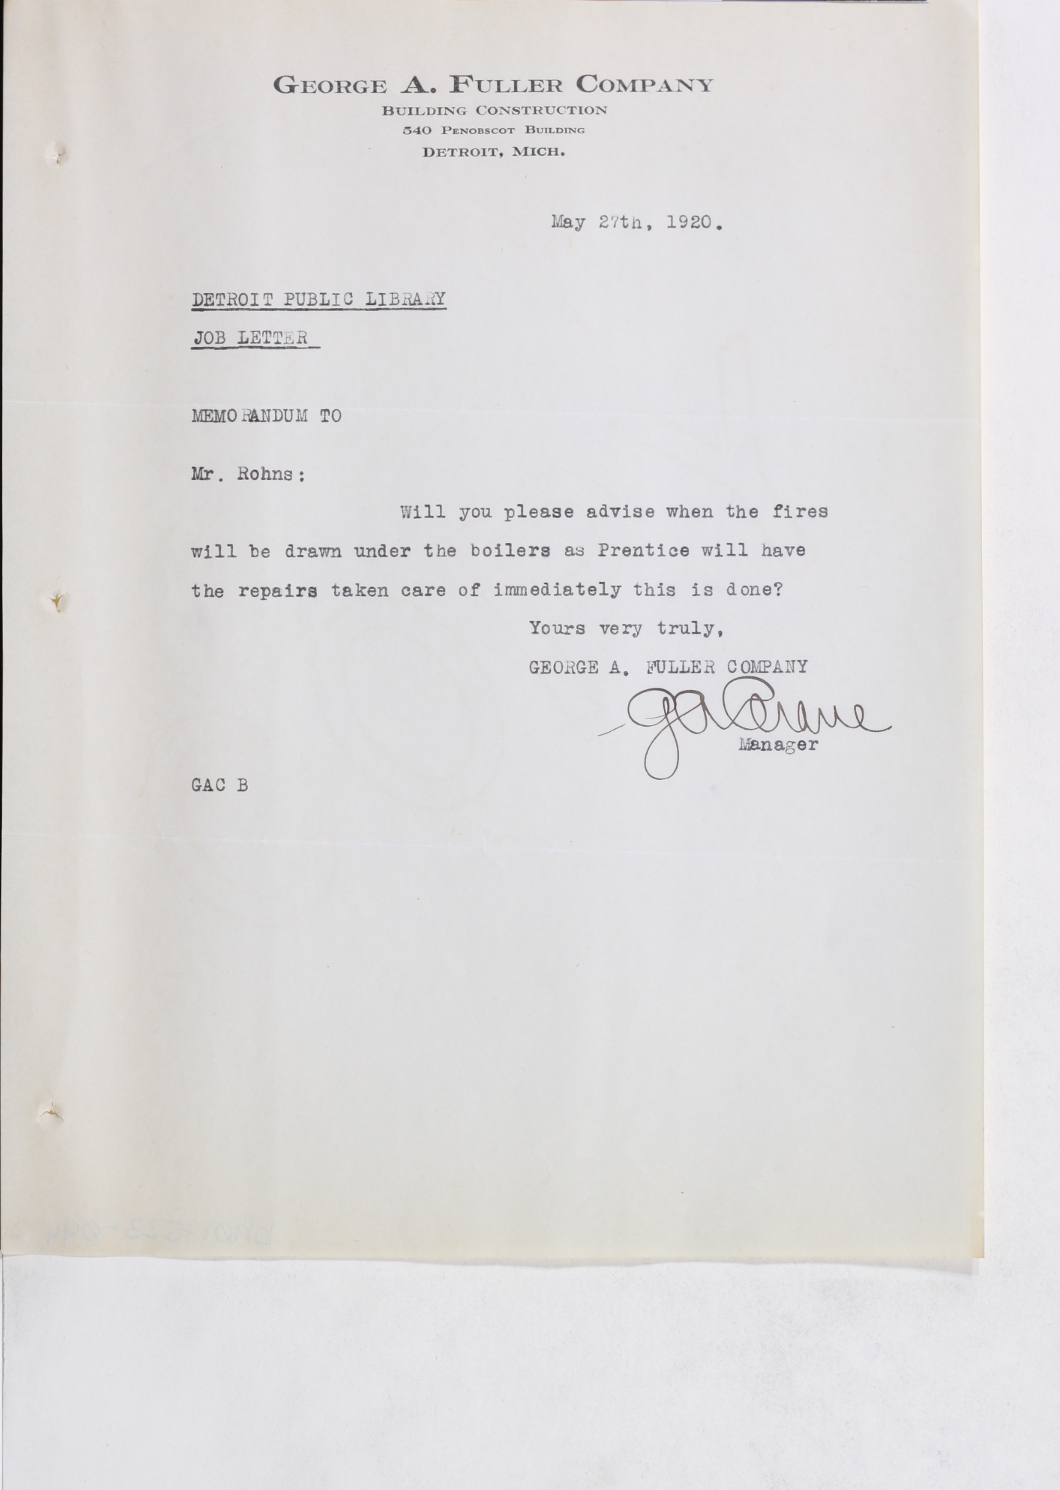 GEORGE A. FULLER COMPANY
BUILDING CONSTRUCTION
540 PENOBSCOT BUILDING
DETROIT, MICH.
May 27th, 1920.
DETROIT PUBLIC LIBRARY
JOB LETTER
MEMORANDUM TO
Mr. Rohns:
Will you please advise when the fires
will be drawn under the boilers as Prentice will have
the repairs taken care of immediately this is done?
Yours very truly,
GEORGE A. FULLER COMPANY
GA Crane
Manager
GAC B